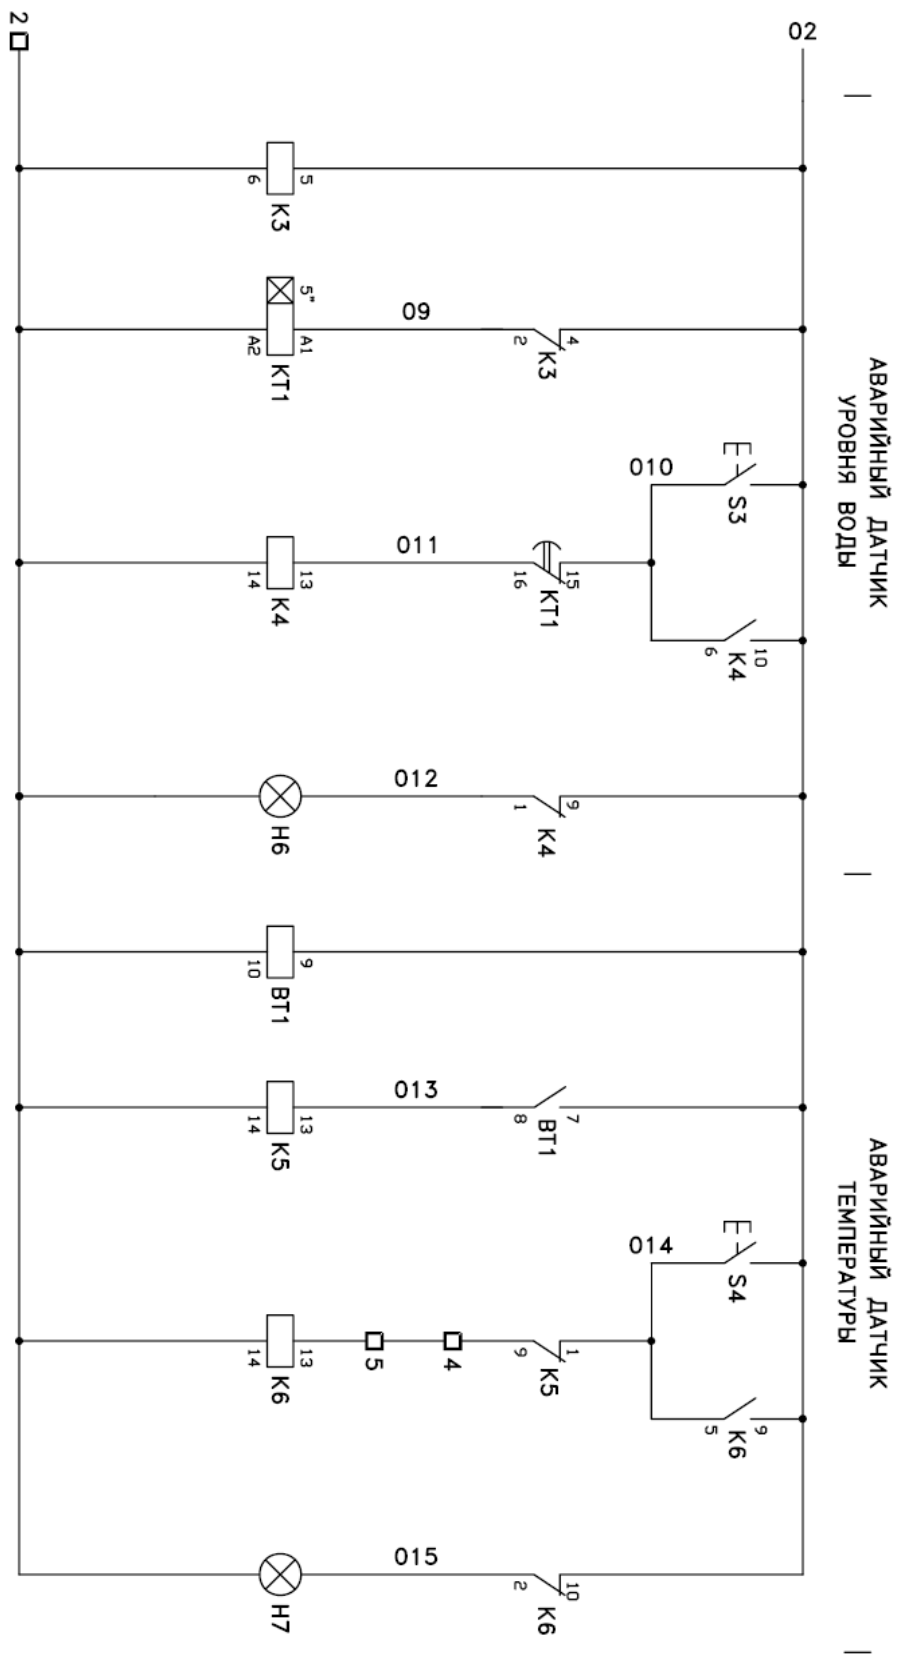 АВАРИЙНЫЙ ДАТЧИК
УРОВНЯ ВОДЫ
АВАРИЙНЫЙ ДАТЧИК
ТЕМПЕРАТУРЫ
02
2
5
6
K3
4
2
K3
09
5"
A1
A2
KT1
S3
010
10
6
K4
15
16
KT1
011
13
14
K4
9
1
K4
012
H6
9
10
BT1
7
8
BT1
013
13
14
K5
S4
014
9
5
K6
1
9
K5
4
5
13
14
K6
10
2
K6
015
H7